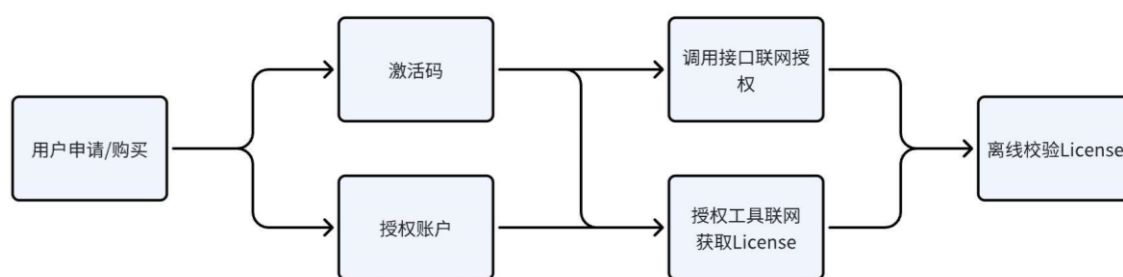 用户申请/购买
激活码
授权账户
调用接口联网授
权
授权工具联网
获取License
离线校验License